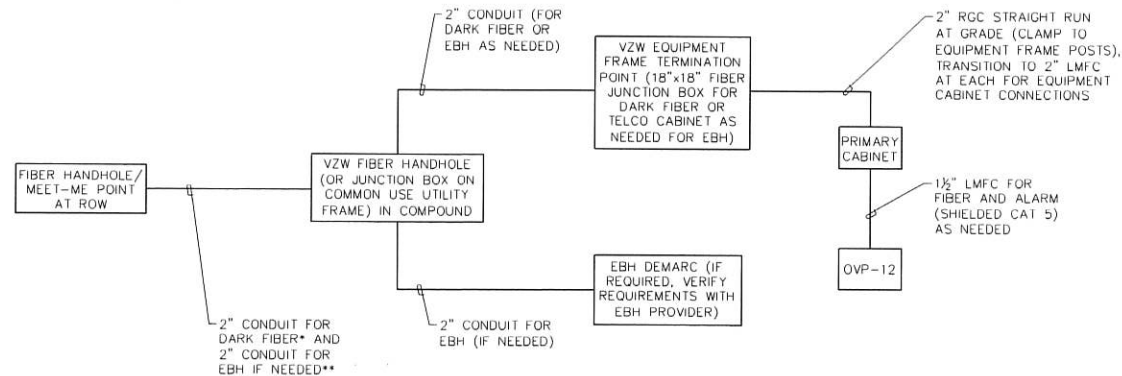 2" CONDUIT (FOR
DARK FIBER OR
EBH AS NEEDED)
VZW EQUIPMENT
FRAME TERMINATION
POINT (18"x18" FIBER
JUNCTION BOX FOR
DARK FIBER OR
TELCO CABINET AS
NEEDED FOR EBH)
2" RGC STRAIGHT RUN
AT GRADE (CLAMP TO
EQUIPMENT FRAME POSTS),
TRANSITION TO 2" LMFC
AT EACH FOR EQUIPMENT
CABINET CONNECTIONS
PRIMARY
CABINET
FIBER HANDHOLE/
MEET-ME POINT
AT ROW
VZW FIBER HANDHOLE
(OR JUNCTION BOX ON
COMMON USE UTILITY
FRAME) IN COMPOUND
1½" LMFC FOR
FIBER AND ALARM
(SHIELDED CAT 5)
AS NEEDED
OVP-12
EBH DEMARC (IF
REQUIRED, VERIFY
REQUIREMENTS WITH
EBH PROVIDER)
2" CONDUIT FOR
DARK FIBER* AND
2" CONDUIT FOR
EBH IF NEEDED**
2" CONDUIT FOR
EBH (IF NEEDED)